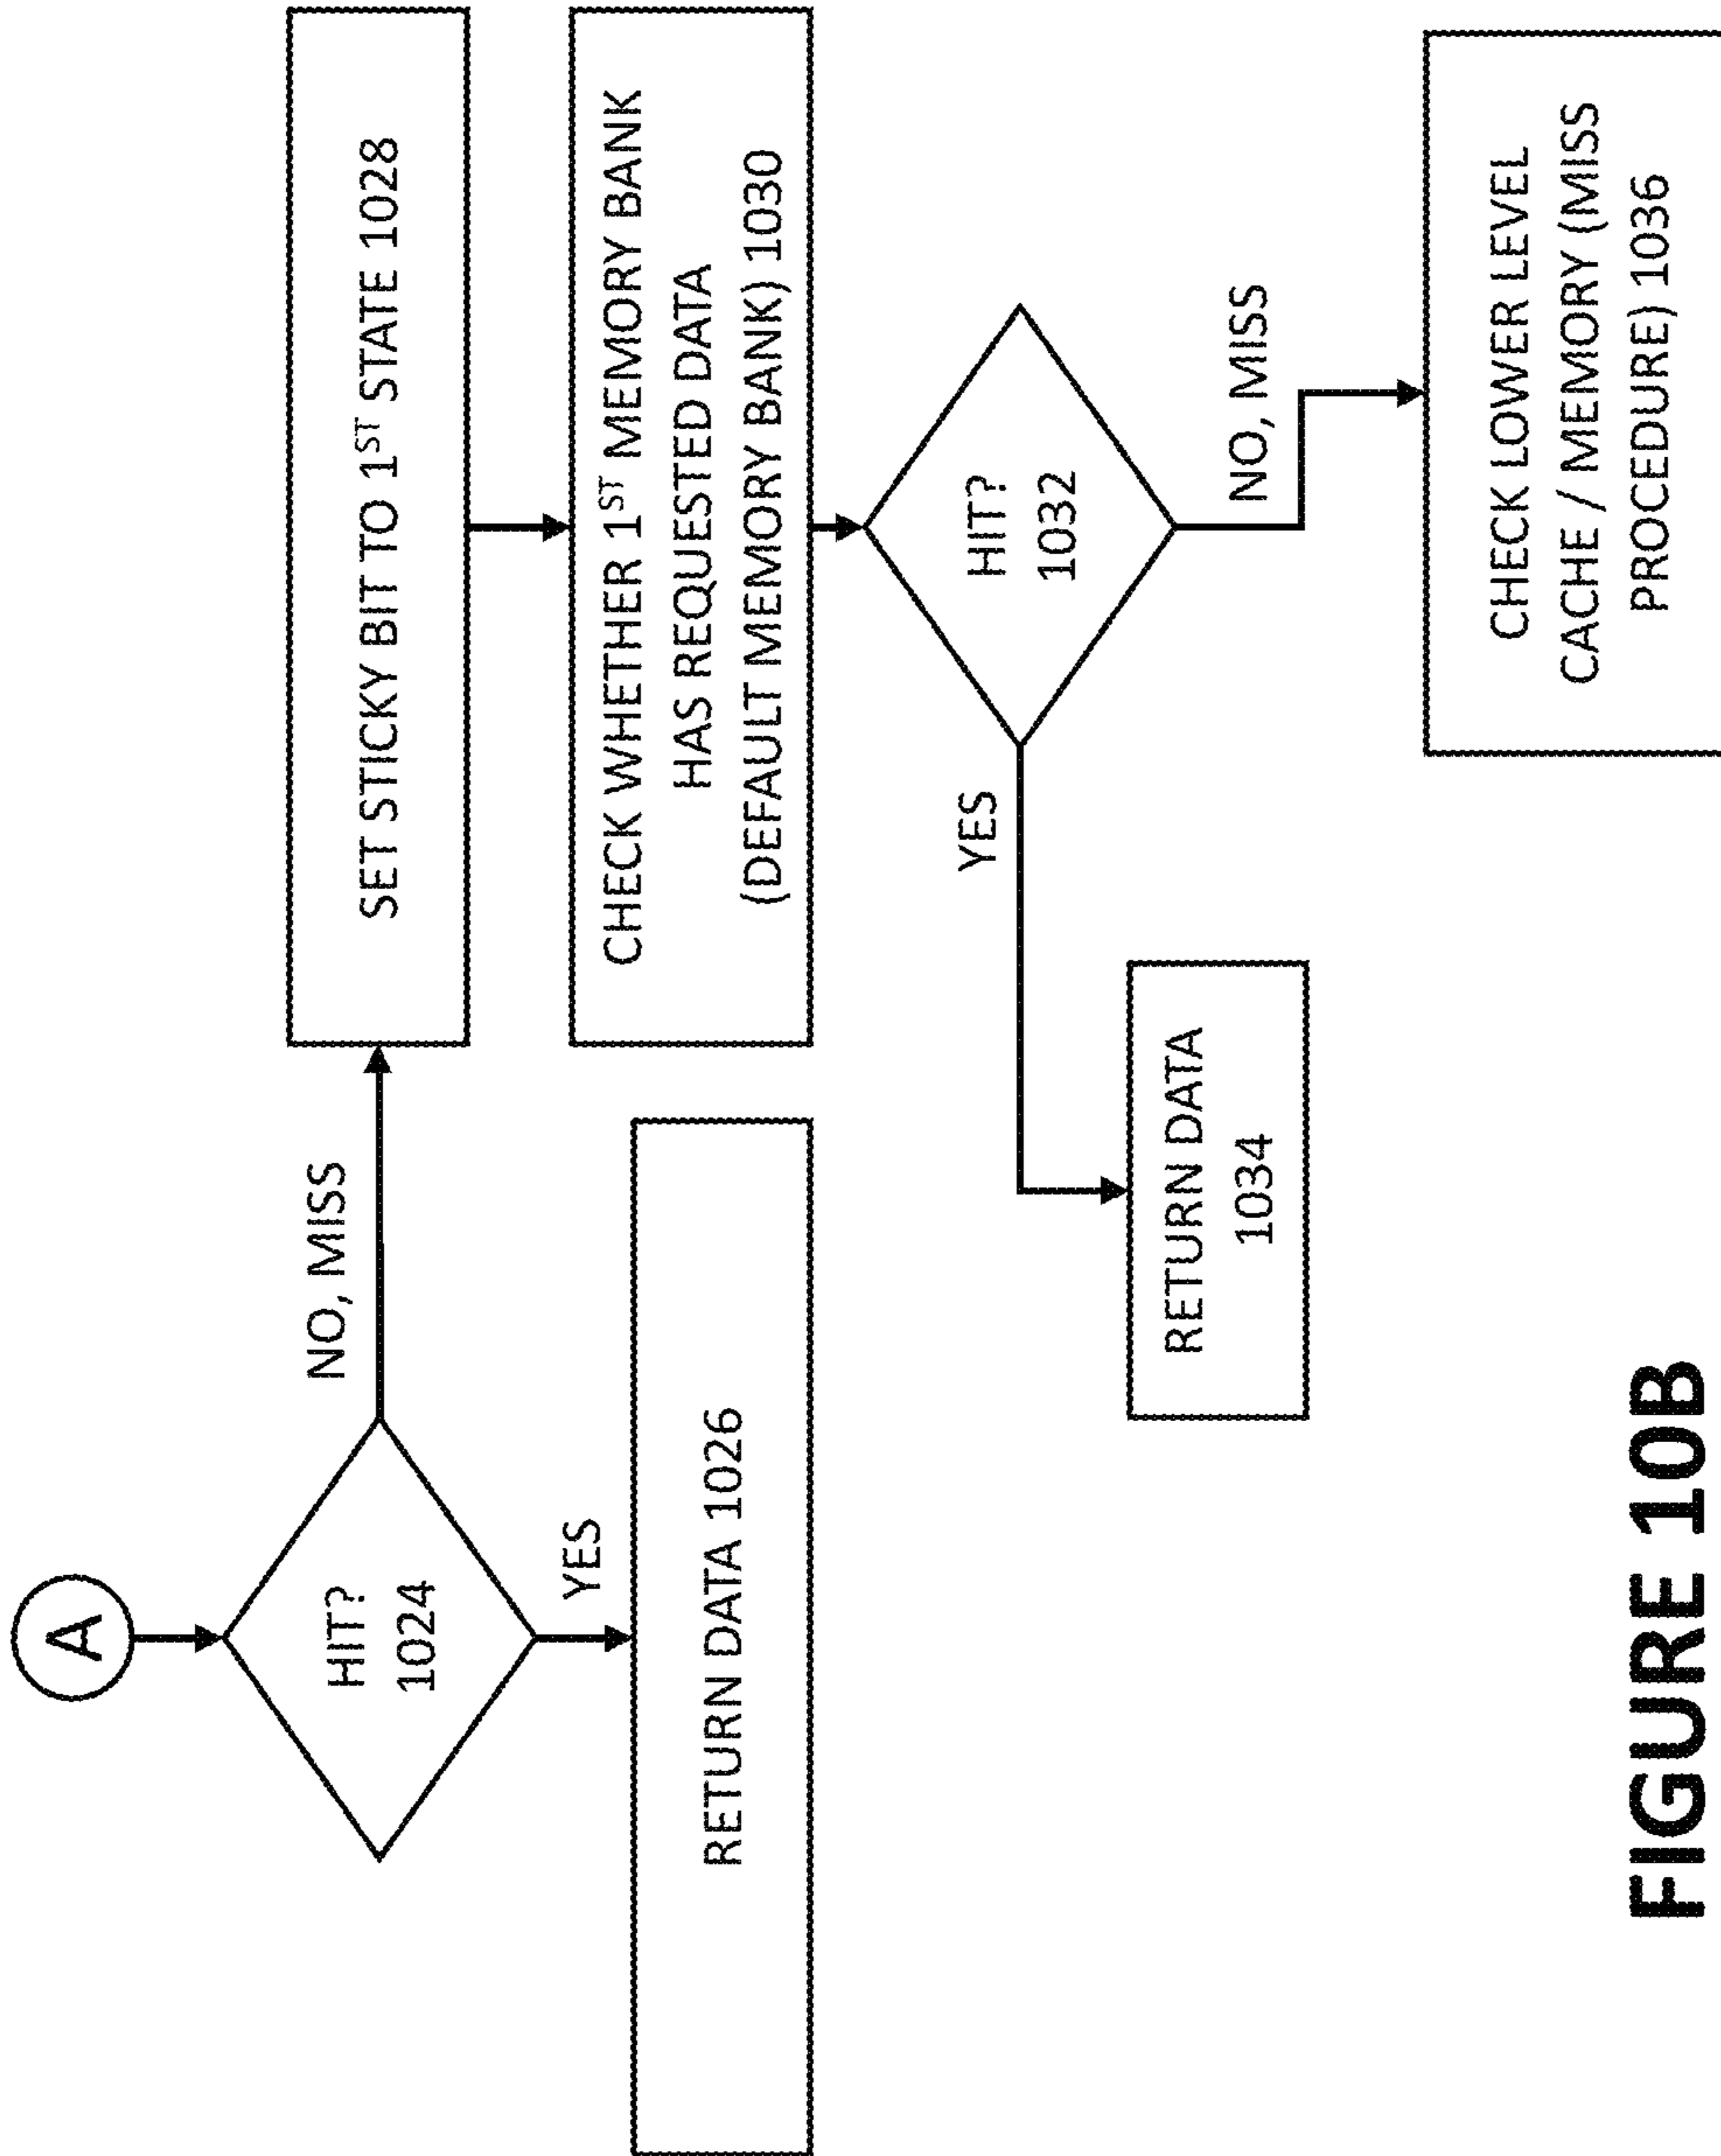 A
HIT?
1024
NO, MISS
YES
RETURN DATA 1026
SET STICKY BIT TO 1ST STATE 1028
CHECK WHETHER 1ST MEMORY BANK
HAS REQUESTED DATA
(DEFAULT MEMORY BANK) 1030
HIT?
1032
YES
NO, MISS
RETURN DATA
1034
CHECK LOWER LEVEL
CACHE / MEMORY (MISS
PROCEDURE) 1036
FIGURE 10B